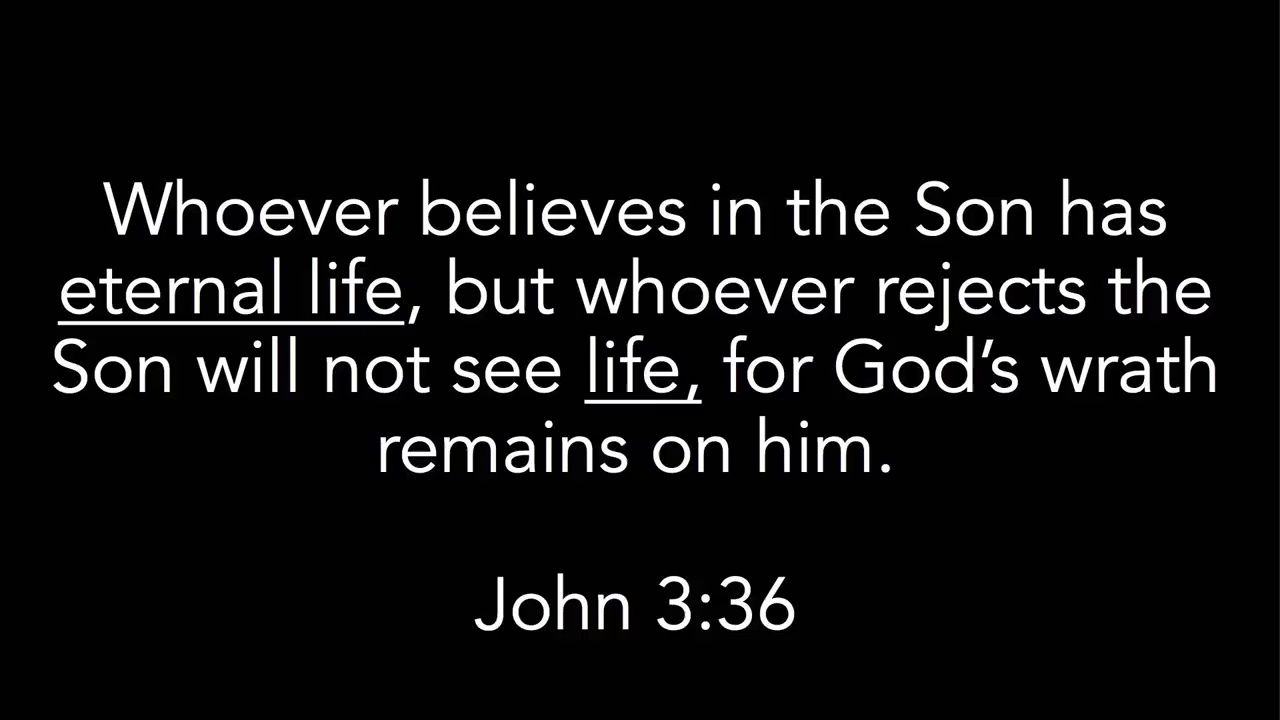 Whoever believes in the Son has
eternal life, but whoever rejects the
Son will not see life, for God’s wrath
remains on him.
John 3:36